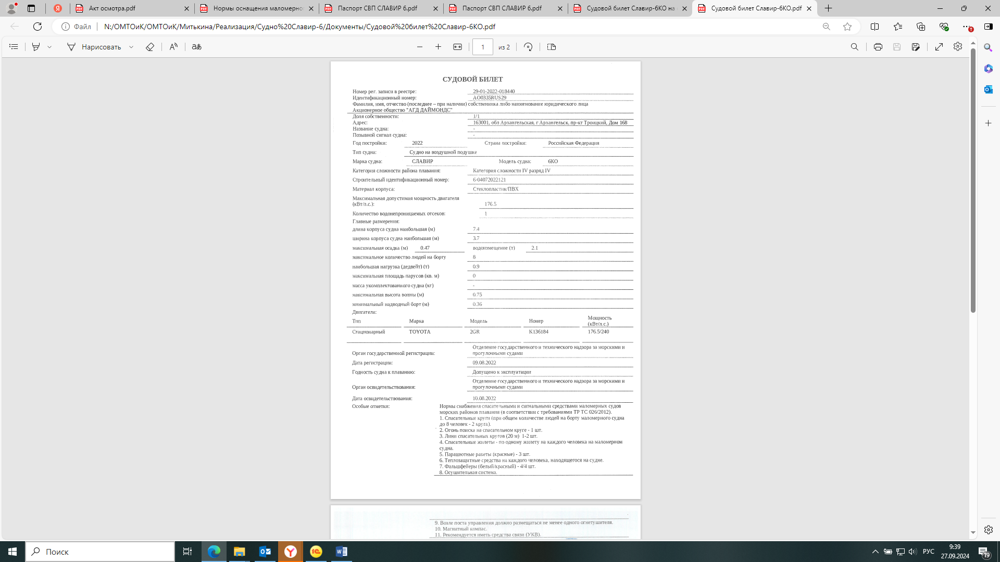 Акт осмотра.pdf
Нормы оснащения маломерно
Паспорт СВП СЛАВИР 6.pdf
Паспорт СВП СЛАВИР 6.pdf
Судовой билет Славир-6КО на
Судовой билет Славир-6КО.pdf
Файл
N:/ОМТОиК/ОМТОиК/Митькина/Реализация/Судно%20Славир-6/Документы/Судовой%20билет%20Славир-6КО.pdf
Нарисовать
1 из 2
СУДОВОЙ БИЛЕТ
Номер рег. записи в реестре: 29-01-2022-018440
Идентификационный номер: АО0335RUS29
Фамилия, имя, отчество (последнее – при наличии) собственника либо наименование юридического лица
Акционерное общество "АГД ДАЙМОНДС"
Доля собственности: 1/1
Адрес: 163001, обл Архангельская, г Архангельск, пр-кт Троицкий, Дом 168
Название судна: -
Позывной сигнал судна: -
Год постройки: 2022 Страна постройки: Российская Федерация
Тип судна: Судно на воздушной подушке
Марка судна: СЛАВИР Модель судна: 6КО
Категория сложности района плавания: Категория сложности IV разряд IV
Строительный идентификационный номер: 6-04072022121
Материал корпуса: Стеклопластик/ПВХ
Максимальная допустимая мощность двигателя
(кВт/л.с.): 176.5
Количество водонепроницаемых отсеков: 1
Главные размерения:
длина корпуса судна наибольшая (м) 7.4
ширина корпуса судна наибольшая (м) 3.7
максимальная осадка (м) 0.47 водоизмещение (т) 2.1
максимальное количество людей на борту 8
наибольшая нагрузка (дедвейт) (т) 0.9
максимальная площадь парусов (кв. м) 0
масса укомплектованного судна (кг) -
максимальная высота волны (м) 0.75
минимальный надводный борт (м) 0.36
Двигатели:
Тип Марка Модель Номер Мощность
(кВт/л.с.)
Стационарный TOYOTA 2GR K136184 176.5/240
Отделение государственного и технического надзора за морскими и
Орган государственной регистрации: прогулочными судами
Дата регистрации: 09.08.2022
Годность судна к плаванию: Допущено к эксплуатации
Отделение государственного и технического надзора за морскими и
Орган освидетельствования: прогулочными судами
Дата освидетельствования: 10.08.2022
Особые отметки: Нормы снабжения спасательными и сигнальными средствами маломерных судов
морских районов плавания (в соответствии с требованиями ТР ТС 026/2012).
1. Спасательные круги (при общем количестве людей на борту маломерного судна
до 8 человек - 2 круга).
2. Огонь поиска на спасательном круге - 1 шт.
3. Лини спасательных кругов (20 м) 1-2 шт.
4. Спасательные жилеты - по одному жилету на каждого человека на маломерном
судна.
5. Парашютные ракеты (красные) - 3 шт.
6. Теплозащитные средства на каждого человека, находящегося на судне.
7. Фальшфейеры (белый/красный) - 4/4 шт.
8. Осушительная система.
9. Возле поста управления должно размещаться не менее одного огнетушителя.
10. Магнитный компас.
11. Рекомендуется иметь средства связи (УКВ).
Поиск
РУС
9:39
27.09.2024
19